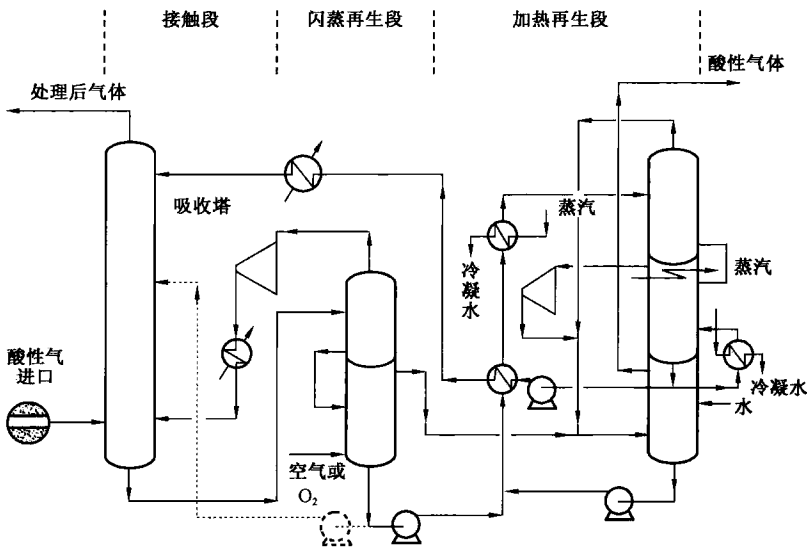 接触段
闪蒸再生段
加热再生段
酸性气体
处理后气体
吸收塔
蒸汽
冷
凝
水
蒸汽
酸性气
进口
冷凝水
水
空气或
O₂